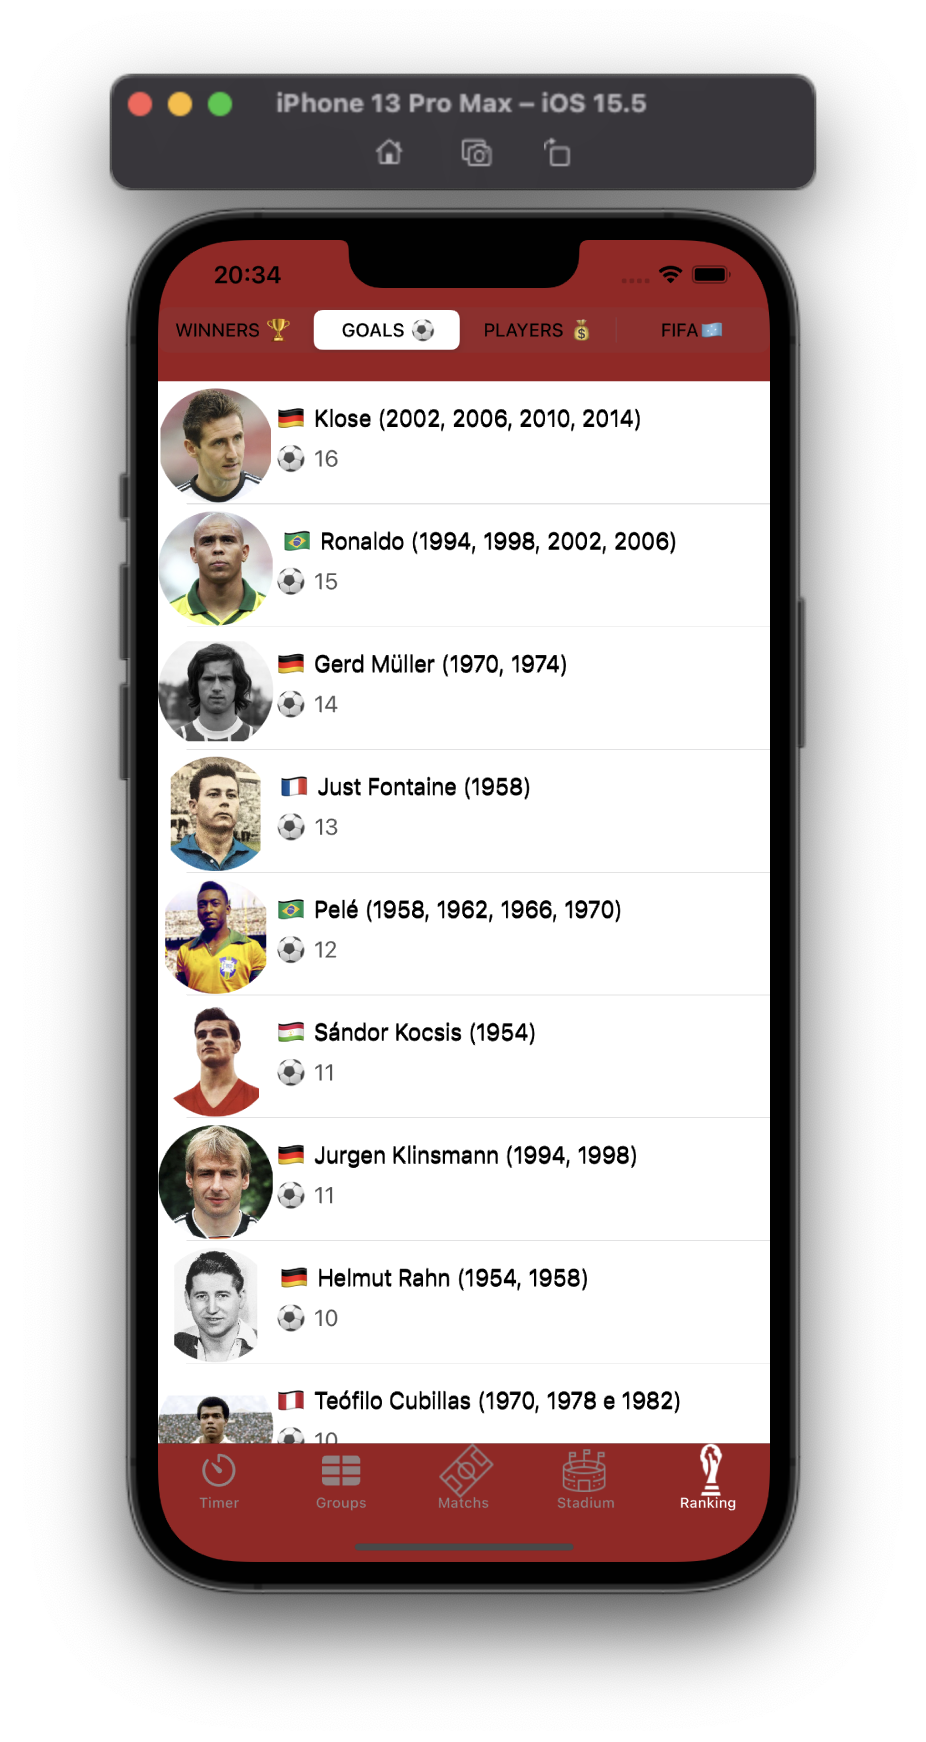 iPhone 13 Pro Max – iOS 15.5
20:34
WINNERS 🏆 GOALS ⚽ PLAYERS 💰 FIFA
🇩🇪 Klose (2002, 2006, 2010, 2014)
⚽ 16
🇧🇷 Ronaldo (1994, 1998, 2002, 2006)
⚽ 15
🇩🇪 Gerd Müller (1970, 1974)
⚽ 14
🇫🇷 Just Fontaine (1958)
⚽ 13
🇧🇷 Pelé (1958, 1962, 1966, 1970)
⚽ 12
🇹🇯 Sándor Kocsis (1954)
⚽ 11
🇩🇪 Jurgen Klinsmann (1994, 1998)
⚽ 11
🇩🇪 Helmut Rahn (1954, 1958)
⚽ 10
🇵🇪 Teófilo Cubillas (1970, 1978 e 1982)
⚽ 10
Timer Groups Matchs Stadium Ranking